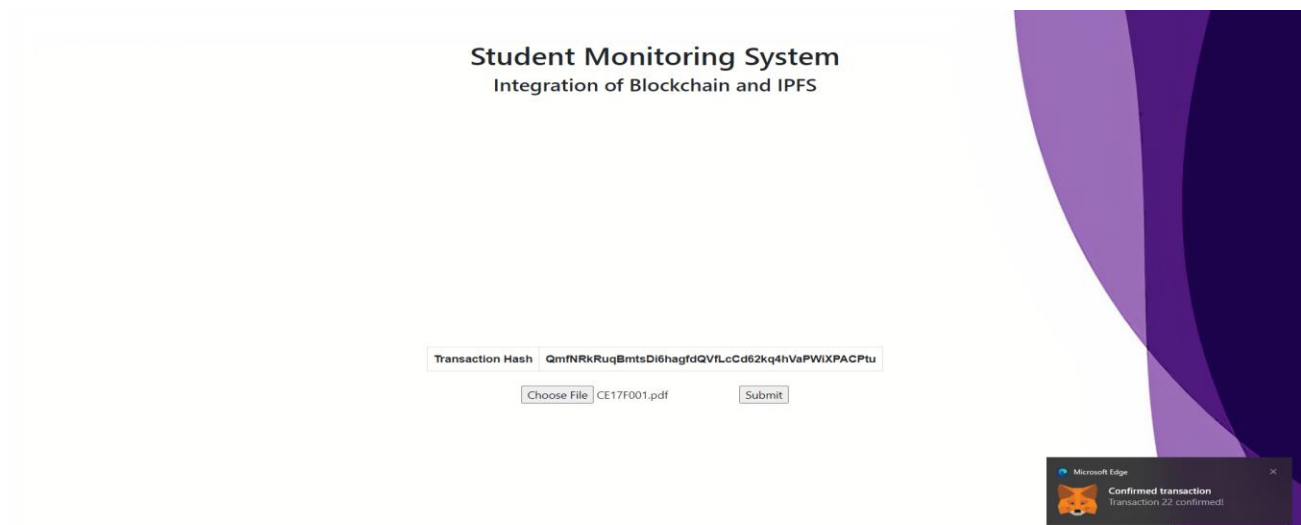 Student Monitoring System
Integration of Blockchain and IPFS
Transaction Hash QmfNRkRuqBmtsDi6hagfdQVfLcCd62kq4hVaPWiXPACPtu
Choose File CE17F001.pdf Submit
Microsoft Edge
Confirmed transaction
Transaction 22 confirmed!